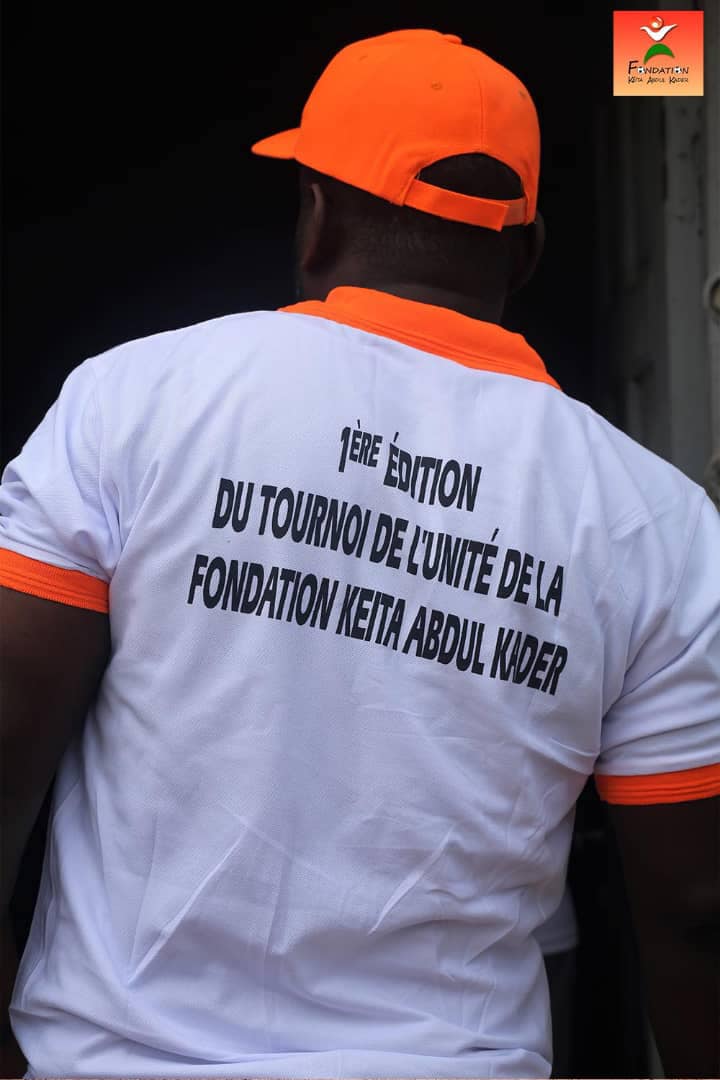 FONDATION
KEITA ABDUL KADER
1ÈRE ÉDITION
DU TOURNOI DE L'UNITÉ DE LA
FONDATION KEITA ABDUL KADER